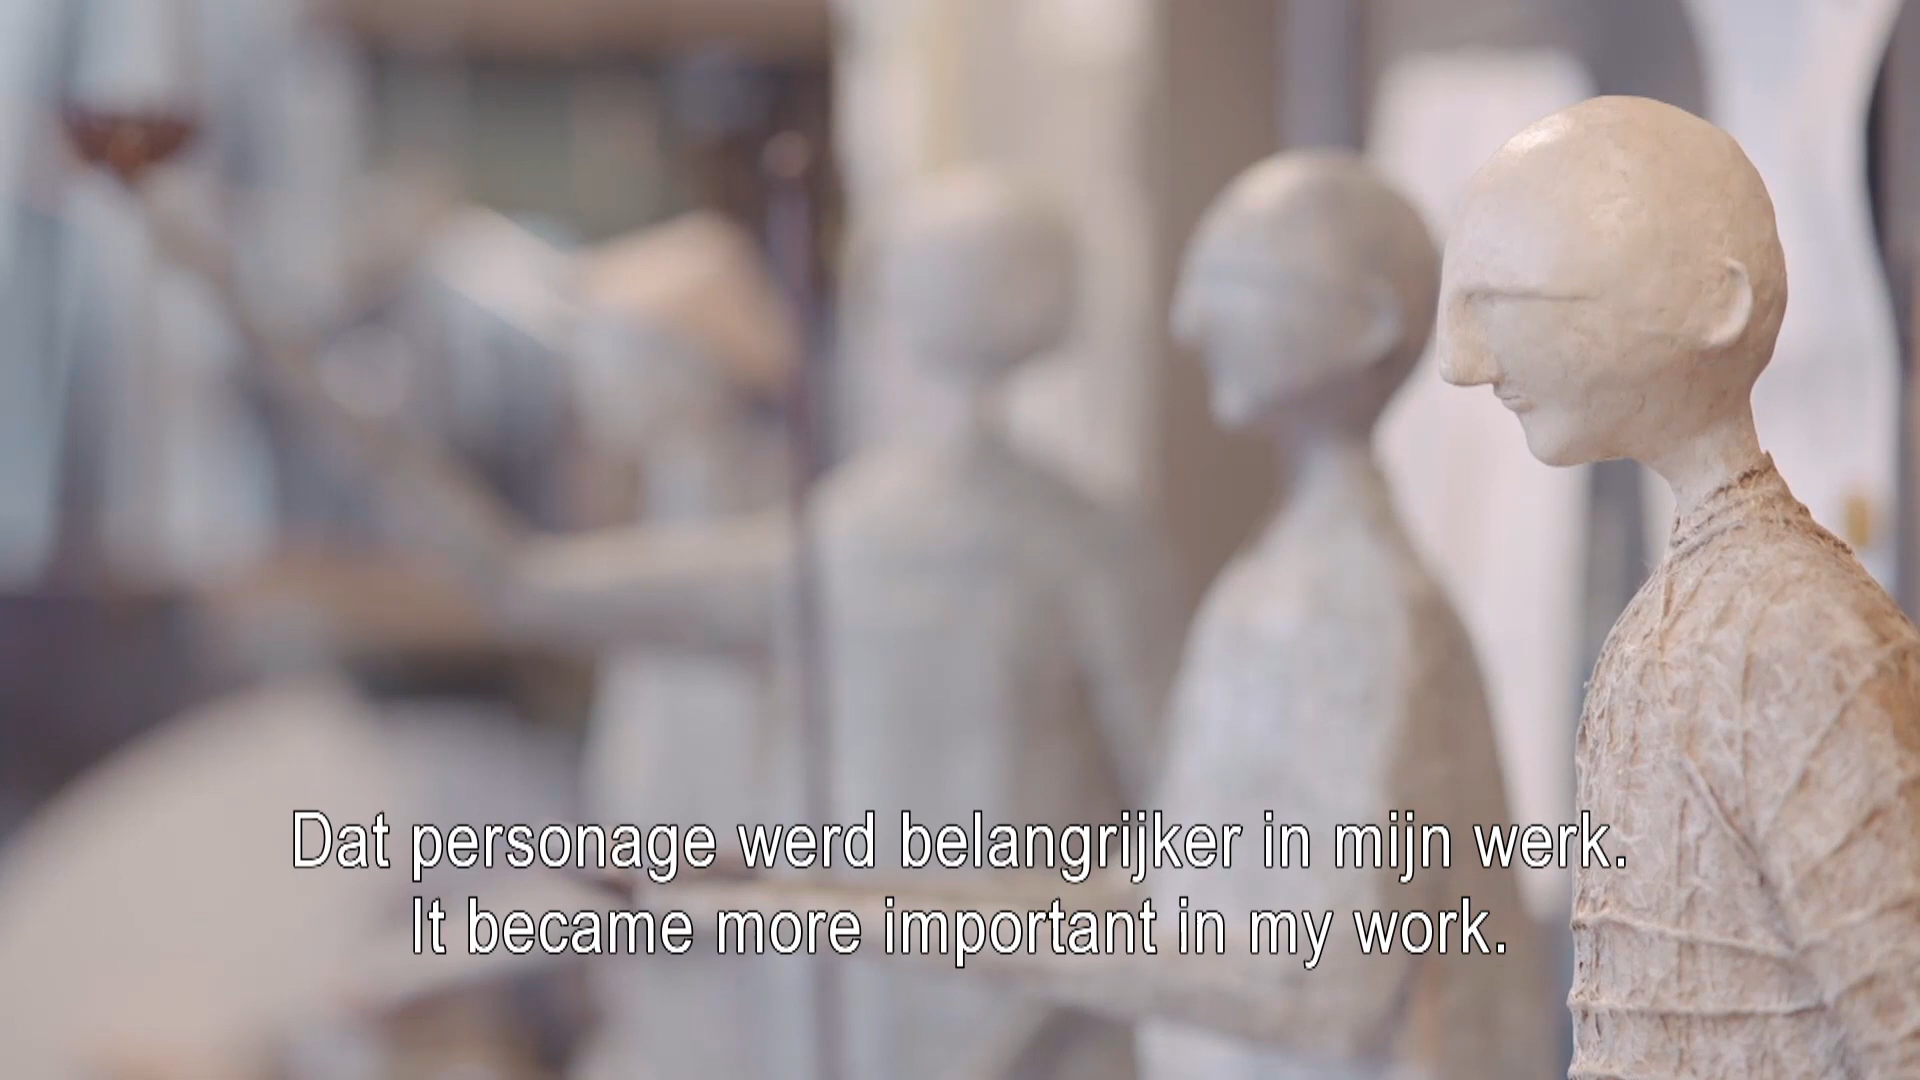 Dat personage werd belangrijker in mijn werk.
It became more important in my work.